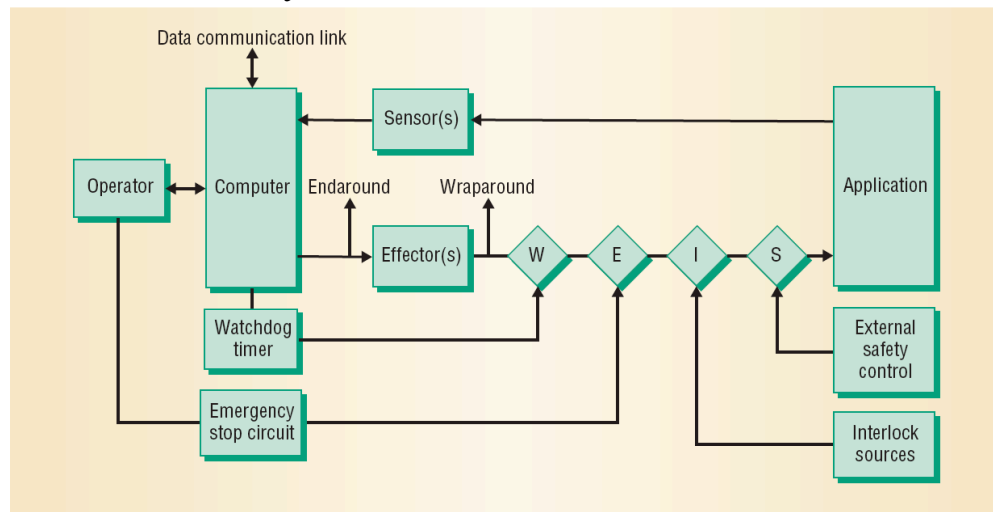 Data communication link
Sensor(s)
Operator
Computer
Endaround
Wraparound
Application
Effector(s)
W
E
I
S
Watchdog
timer
External
safety
control
Emergency
stop circuit
Interlock
sources